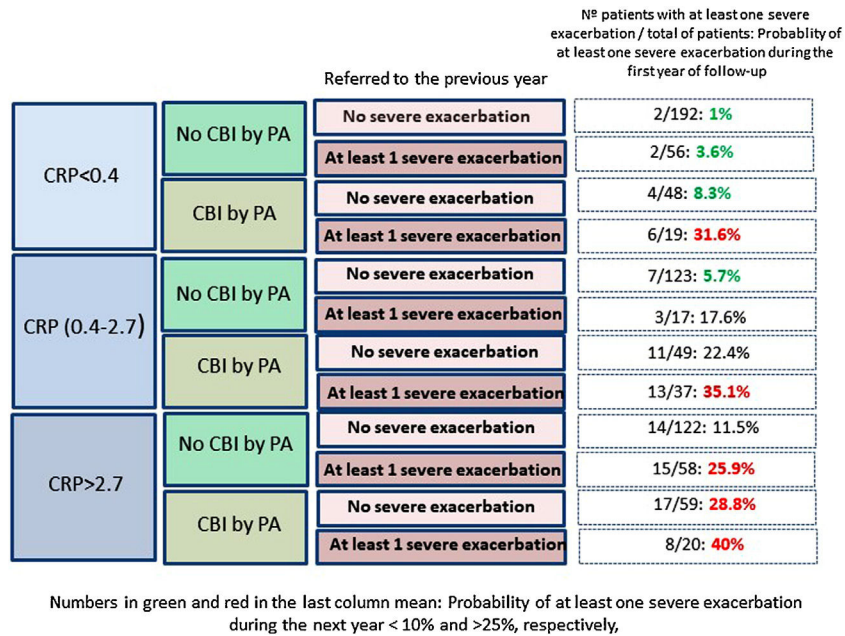 Nº patients with at least one severe
exacerbation / total of patients: Probablity of
at least one severe exacerbation during the
first year of follow-up
Referred to the previous year
CRP<0.4
No CBI by PA
No severe exacerbation
2/192: 1%
At least 1 severe exacerbation
2/56: 3.6%
CBI by PA
No severe exacerbation
4/48: 8.3%
At least 1 severe exacerbation
6/19: 31.6%
CRP (0.4-2.7)
No CBI by PA
No severe exacerbation
7/123: 5.7%
At least 1 severe exacerbation
3/17: 17.6%
CBI by PA
No severe exacerbation
11/49: 22.4%
At least 1 severe exacerbation
13/37: 35.1%
CRP>2.7
No CBI by PA
No severe exacerbation
14/122: 11.5%
At least 1 severe exacerbation
15/58: 25.9%
CBI by PA
No severe exacerbation
17/59: 28.8%
At least 1 severe exacerbation
8/20: 40%
Numbers in green and red in the last column mean: Probability of at least one severe exacerbation
during the next year < 10% and >25%, respectively,